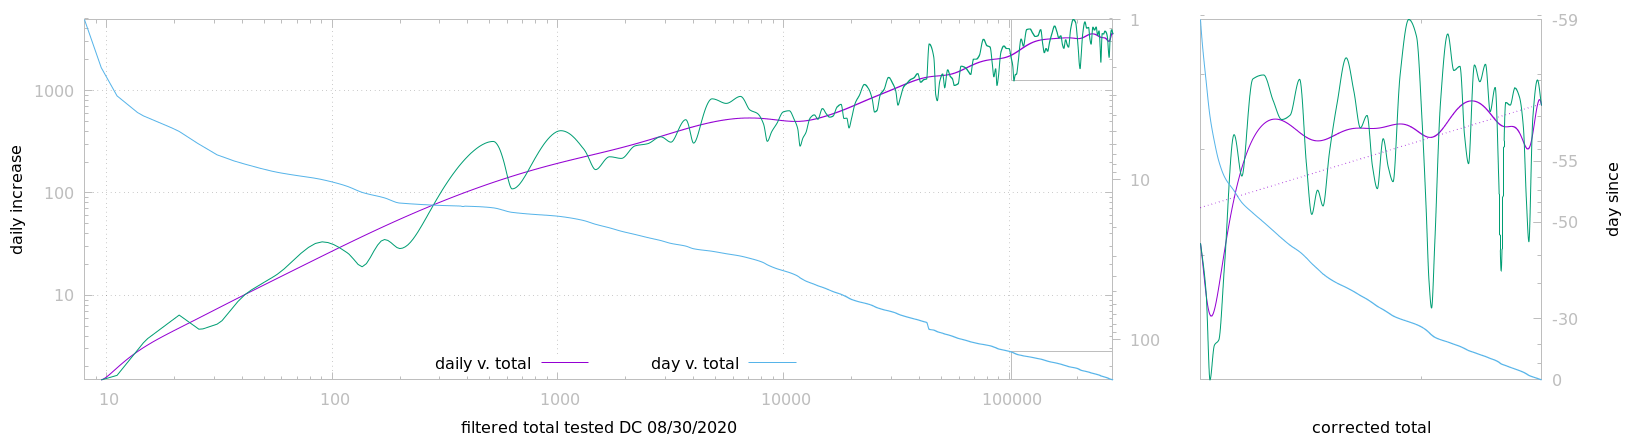 daily increase
1000
100
10
daily v. total
day v. total
10
100
1000
10000
100000
filtered total tested DC 08/30/2020
1
10
100
corrected total
-59
-55
-50
-30
0
day since